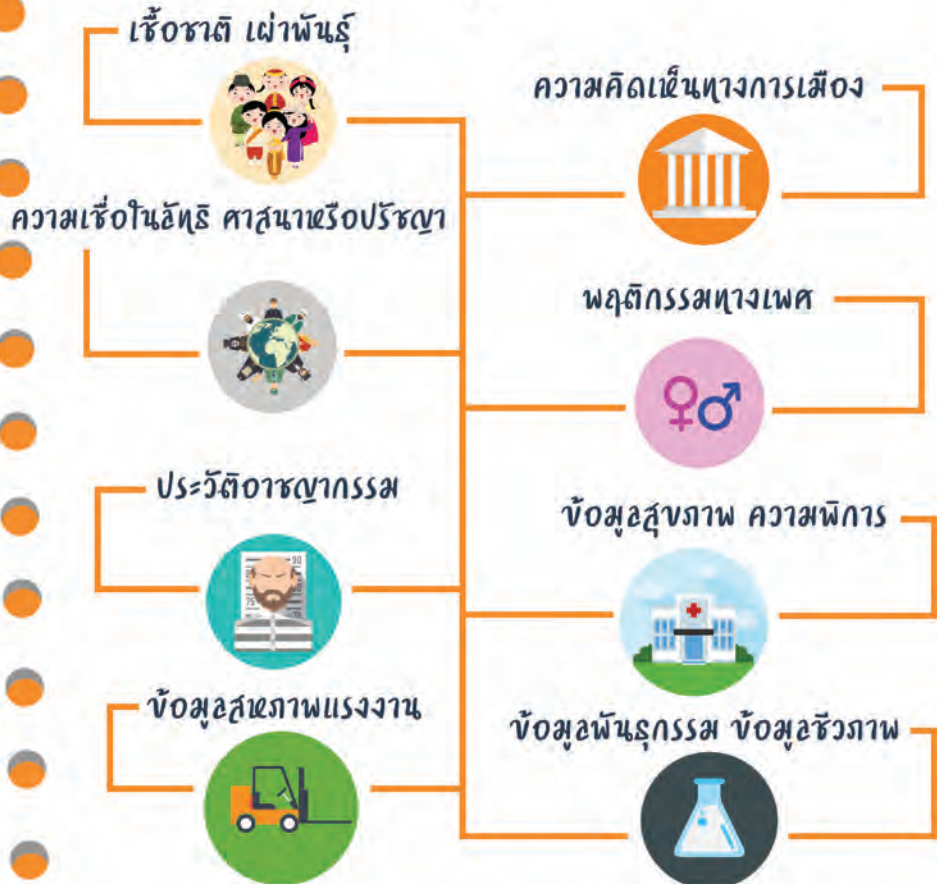 เชื้อชาติ เผ่าพันธุ์
ความคิดเห็นทางการเมือง
ความเชื่อในลัทธิ ศาสนาหรือปรัชญา
พฤติกรรมทางเพศ
ประวัติอาชญากรรม
ข้อมูลสุขภาพ ความพิการ
ข้อมูลสหภาพแรงงาน
ข้อมูลพันธุกรรม ข้อมูลชีวภาพ